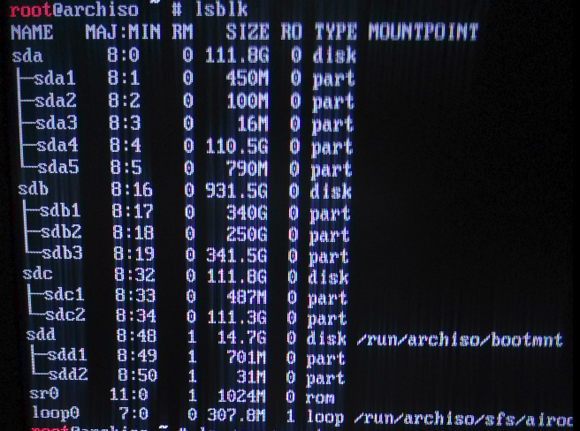 root@archiso ~ # lsblk
NAME MAJ:MIN RM SIZE RO TYPE MOUNTPOINT
sda 8:0 0 111.8G 0 disk
├─sda1 8:1 0 450M 0 part
├─sda2 8:2 0 100M 0 part
├─sda3 8:3 0 16M 0 part
├─sda4 8:4 0 110.5G 0 part
└─sda5 8:5 0 790M 0 part
sdb 8:16 0 931.5G 0 disk
├─sdb1 8:17 0 340G 0 part
├─sdb2 8:18 0 250G 0 part
└─sdb3 8:19 0 341.5G 0 part
sdc 8:32 0 111.8G 0 disk
├─sdc1 8:33 0 487M 0 part
└─sdc2 8:34 0 111.3G 0 part
sdd 8:48 1 14.7G 0 disk /run/archiso/bootmnt
├─sdd1 8:49 1 701M 0 part
└─sdd2 8:50 1 31M 0 part
sr0 11:0 1 1024M 0 rom
loop0 7:0 0 307.8M 1 loop /run/archiso/sfs/airoo
root@archiso ~ #